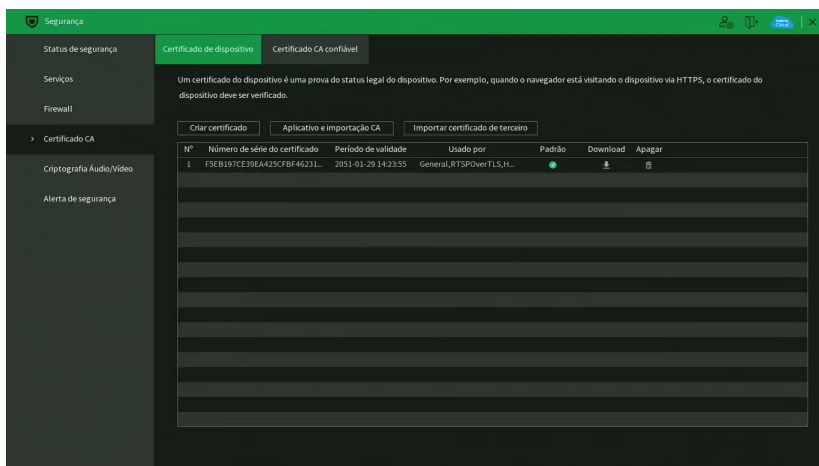 Segurança
Status de segurança
Serviços
Firewall
> Certificado CA
Criptografia Áudio/Vídeo
Alerta de segurança
Certificado de dispositivo Certificado CA confiável
Um certificado do dispositivo é uma prova do status legal do dispositivo. Por exemplo, quando o navegador está visitando o dispositivo via HTTPS, o certificado do
dispositivo deve ser verificado.
Criar certificado Aplicativo e importação CA Importar certificado de terceiro
Nº Número de série do certificado Período de validade Usado por Padrão Download Apagar
1 F5EB197CE39EA425CFBF46231... 2051-01-29 14:23:55 General,RTSPOverTLS,H...